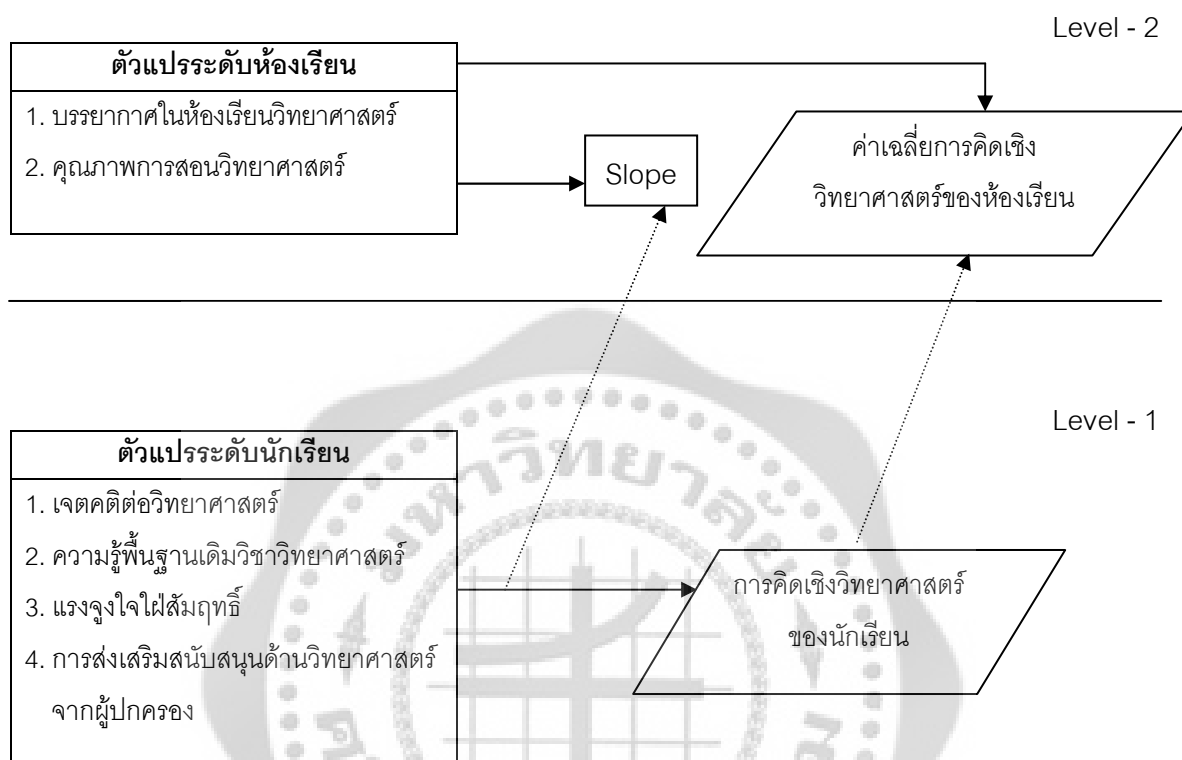 Level - 2
ตัวแปรระดับห้องเรียน
1. บรรยากาศในห้องเรียนวิทยาศาสตร์
2. คุณภาพการสอนวิทยาศาสตร์
Slope
ค่าเฉลี่ยการคิดเชิง
วิทยาศาสตร์ของห้องเรียน
Level - 1
ตัวแปรระดับนักเรียน
1. เจตคติต่อวิทยาศาสตร์
2. ความรู้พื้นฐานเดิมวิชาวิทยาศาสตร์
3. แรงจูงใจใฝ่สัมฤทธิ์
4. การส่งเสริมสนับสนุนด้านวิทยาศาสตร์
จากผู้ปกครอง
การคิดเชิงวิทยาศาสตร์
ของนักเรียน
มหาวิทยาลัย